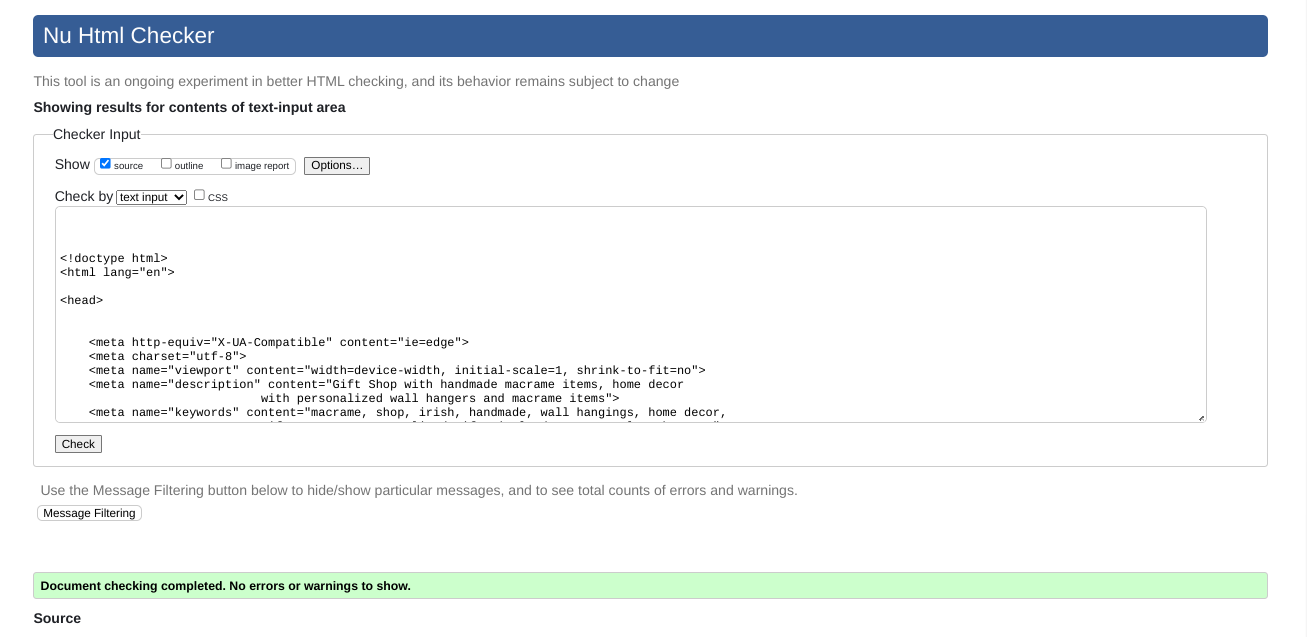 Nu Html Checker
This tool is an ongoing experiment in better HTML checking, and its behavior remains subject to change
Showing results for contents of text-input area
Checker Input
Show source outline image report Options…
Check by text input css
<!doctype html>
<html lang="en">
<head>
<meta http-equiv="X-UA-Compatible" content="ie=edge">
<meta charset="utf-8">
<meta name="viewport" content="width=device-width, initial-scale=1, shrink-to-fit=no">
<meta name="description" content="Gift Shop with handmade macrame items, home decor
with personalized wall hangers and macrame items">
<meta name="keywords" content="macrame, shop, irish, handmade, wall hangings, home decor,
Check
Use the Message Filtering button below to hide/show particular messages, and to see total counts of errors and warnings.
Message Filtering
Document checking completed. No errors or warnings to show.
Source